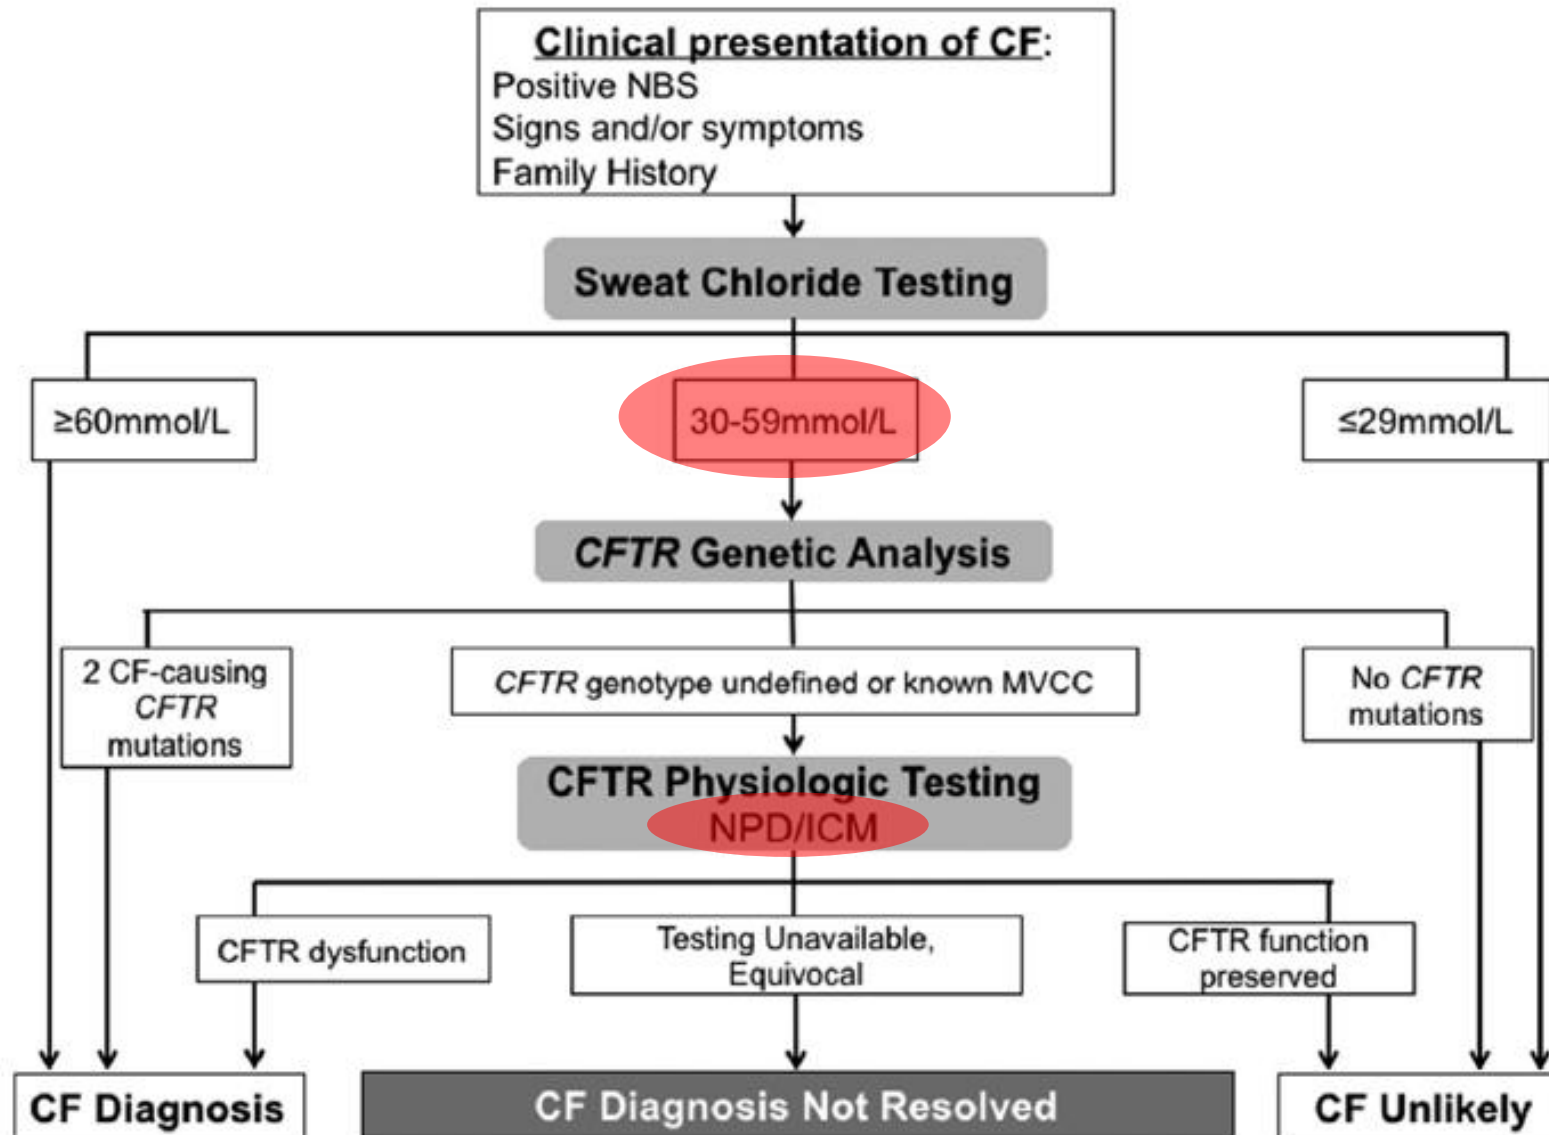 Clinical presentation of CF:
Positive NBS
Signs and/or symptoms
Family History
Sweat Chloride Testing
≥60mmol/L
30-59mmol/L
≤29mmol/L
CFTR Genetic Analysis
2 CF-causing
CFTR
mutations
CFTR genotype undefined or known MVCC
No CFTR
mutations
CFTR Physiologic Testing
NPD/ICM
CFTR dysfunction
Testing Unavailable,
Equivocal
CFTR function
preserved
CF Diagnosis
CF Diagnosis Not Resolved
CF Unlikely